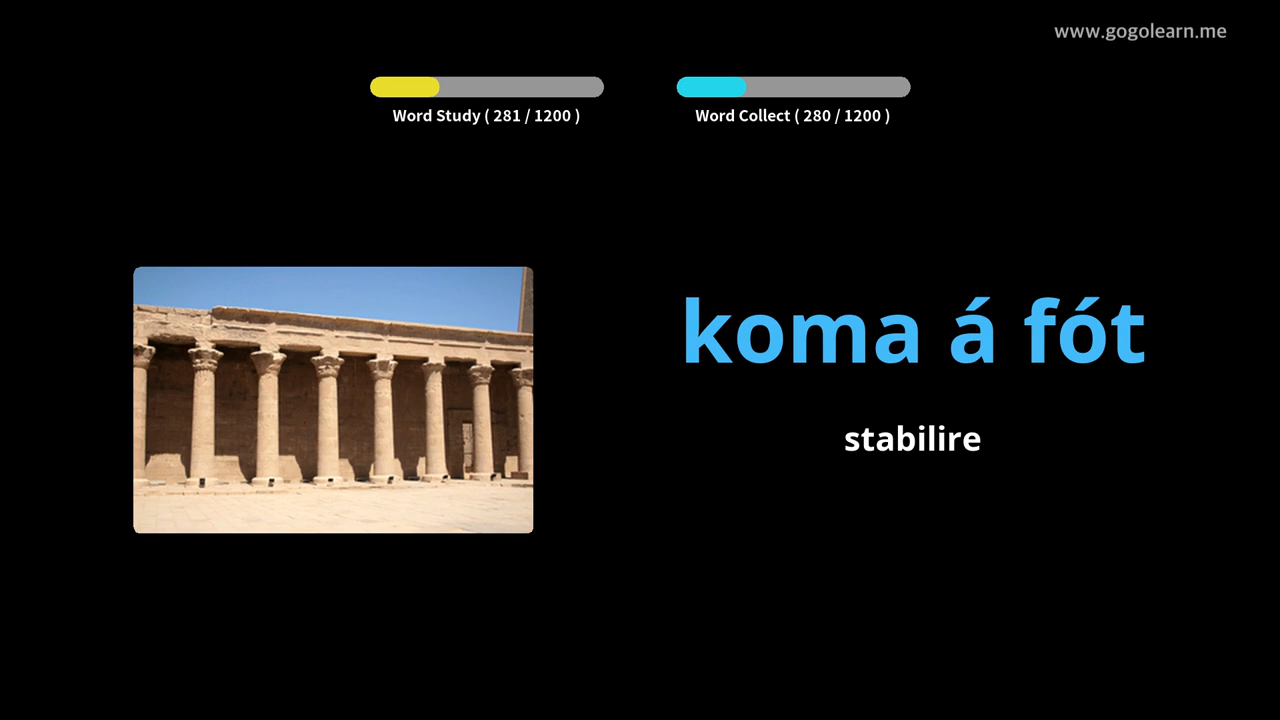 www.gogolearn.me
Word Study ( 281 / 1200 )
Word Collect ( 280 / 1200 )
koma á fót
stabilire